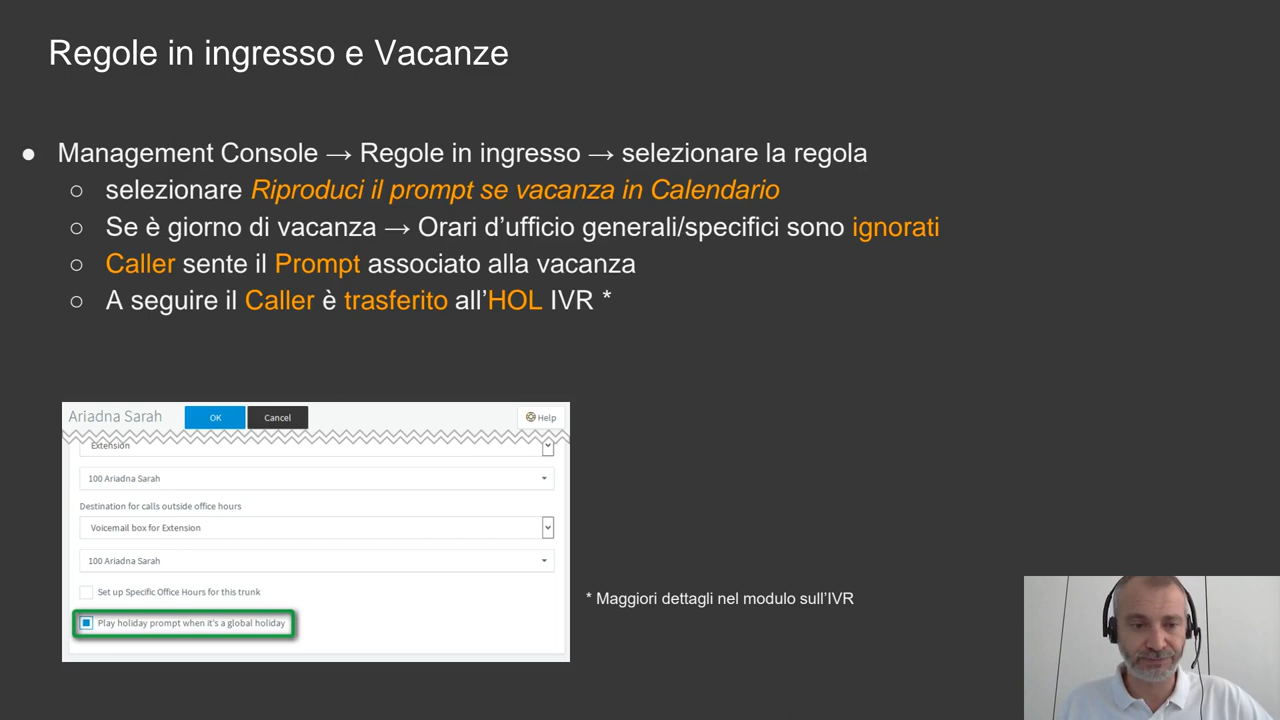 Regole in ingresso e Vacanze
● Management Console → Regole in ingresso → selezionare la regola
○ selezionare Riproduci il prompt se vacanza in Calendario
○ Se è giorno di vacanza → Orari d'ufficio generali/specifici sono ignorati
○ Caller sente il Prompt associato alla vacanza
○ A seguire il Caller è trasferito all'HOL IVR *
Ariadna Sarah OK Cancel Help
Extension
100 Ariadna Sarah
Destination for calls outside office hours
Voicemail box for Extension
100 Ariadna Sarah
Set up Specific Office Hours for this trunk
Play holiday prompt when it's a global holiday
* Maggiori dettagli nel modulo sull'IVR